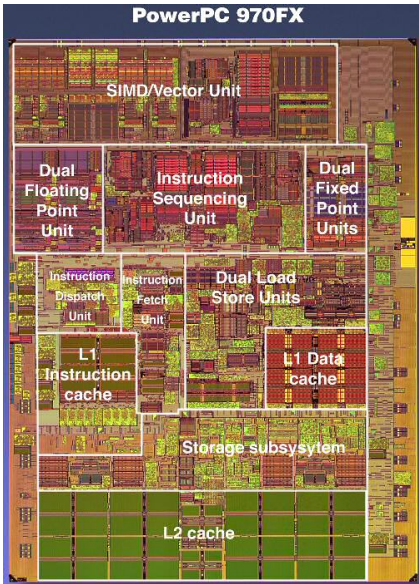 PowerPC 970FX
SIMD/Vector Unit
Dual
Floating
Point
Unit
Instruction
Sequencing
Unit
Dual
Fixed
Point
Units
Instruction
Dispatch
Unit
Instruction
Fetch
Unit
Dual Load
Store Units
L1
Instruction
cache
L1 Data
cache
Storage subsysytem
L2 cache